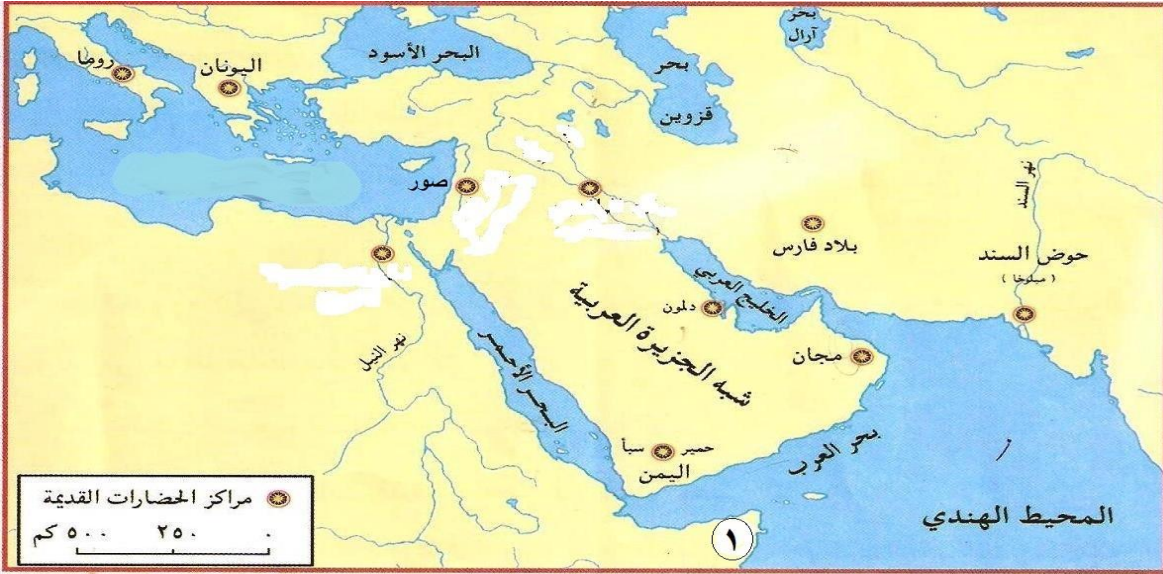 بحر
آرال
البحر الأسود
روما
اليونان
بحر
قزوين
صور
نهر السند
بلاد فارس
حوض السند
( ميلوخا )
الخليج العربي
دلمون
شبه الجزيرة العربية
مجان
نهر النيل
البحر الأحمر
حمير
سبأ
اليمن
بحر العرب
المحيط الهندي
مراكز الحضارات القديمة
٠ ٢٥٠ ٥٠٠ كم
١